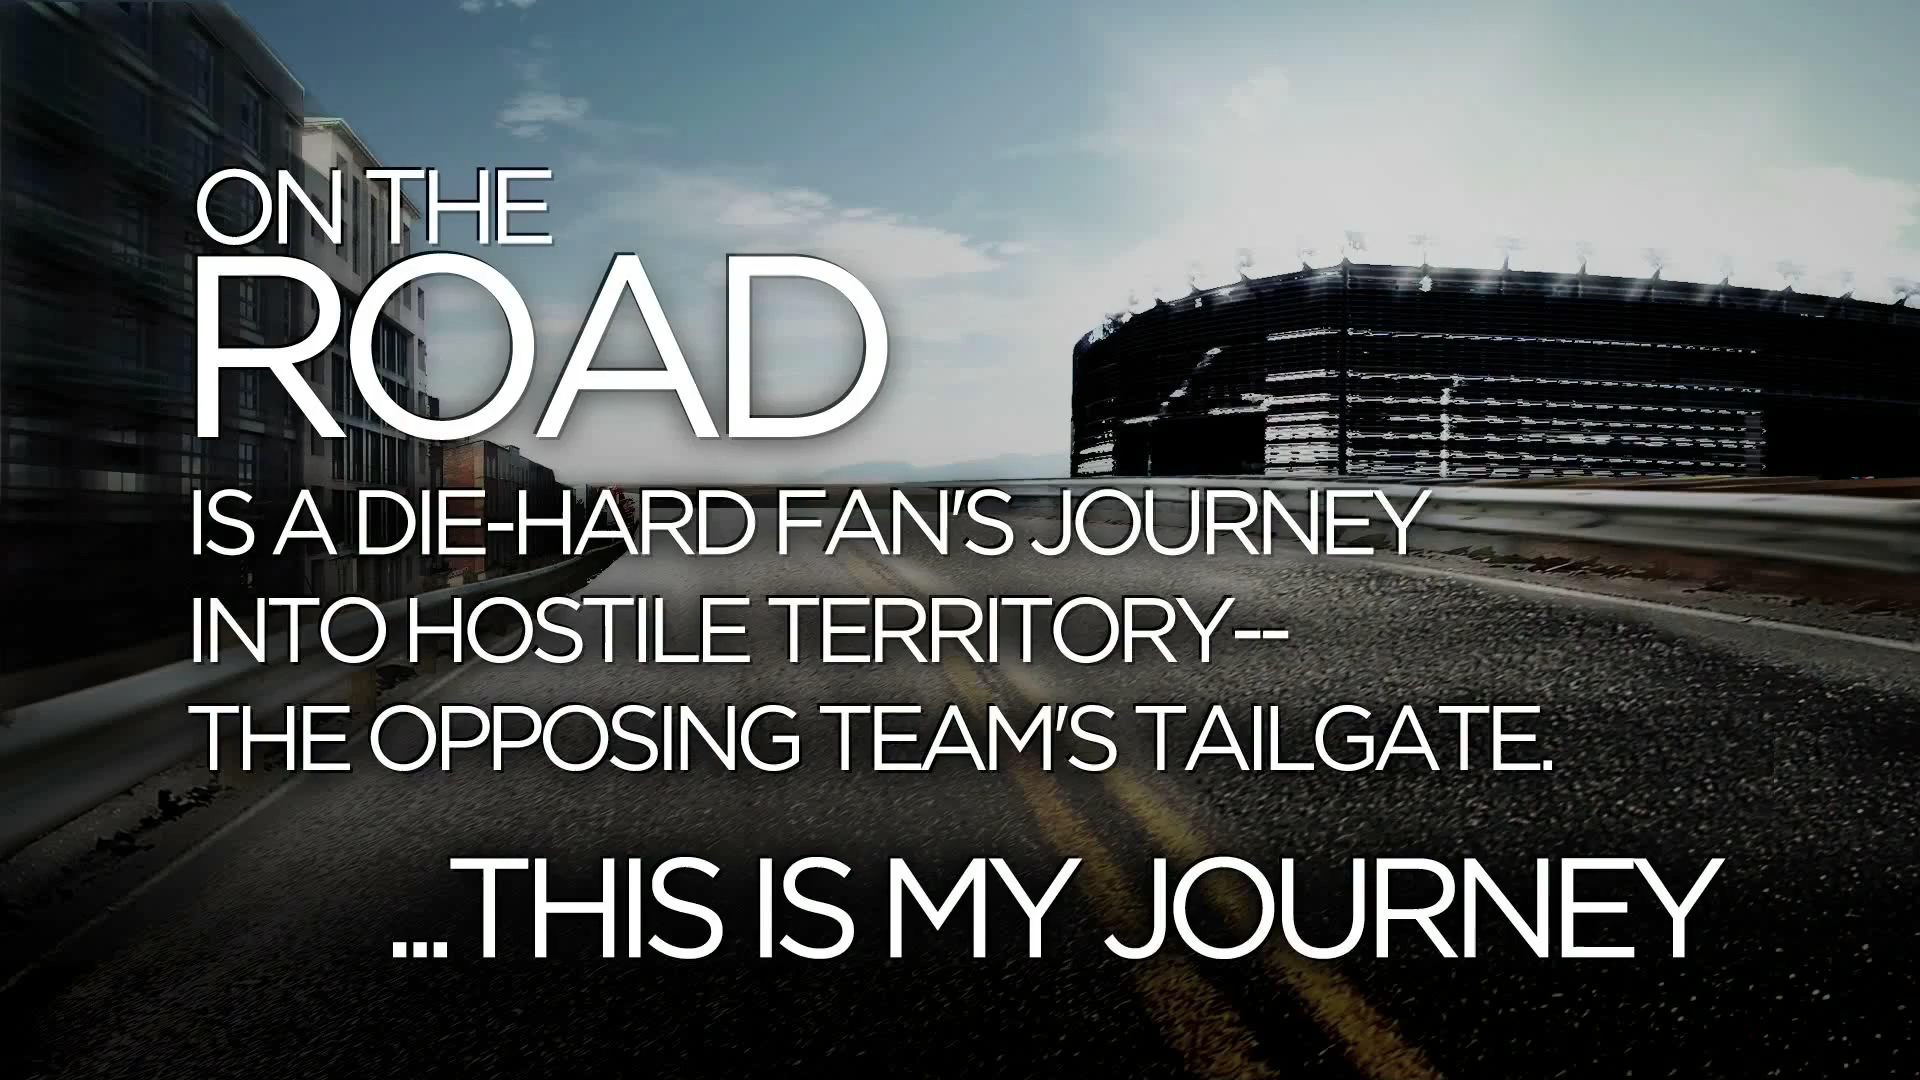 ON THE
ROAD
IS A DIE-HARD FAN'S JOURNEY
INTO HOSTILE TERRITORY--
THE OPPOSING TEAM'S TAILGATE.
...THIS IS MY JOURNEY